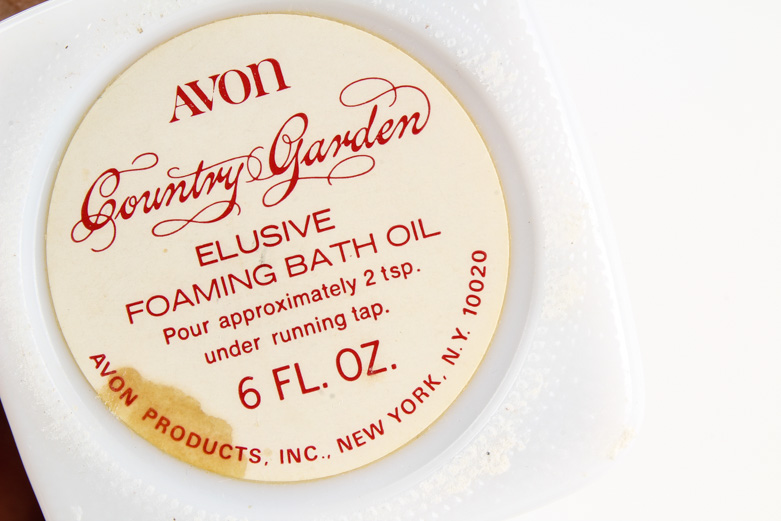 AVON
Country Garden
ELUSIVE
FOAMING BATH OIL
Pour approximately 2 tsp.
under running tap.
6 FL. OZ.
AVON PRODUCTS, INC., NEW YORK, N.Y. 10020